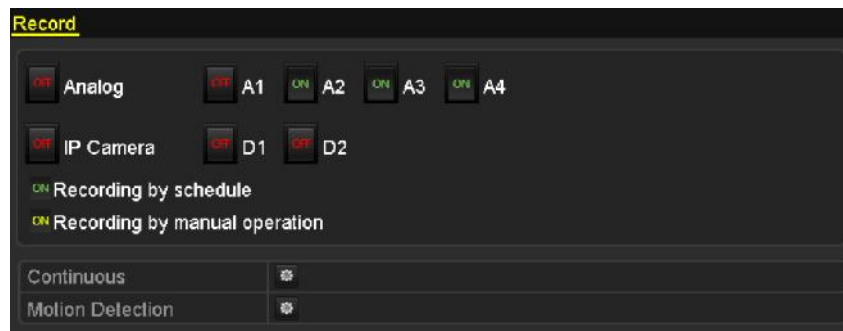 Record
OFF Analog OFF A1 ON A2 ON A3 ON A4
OFF IP Camera OFF D1 OFF D2
ON Recording by schedule
ON Recording by manual operation
Continuous
Motion Detection